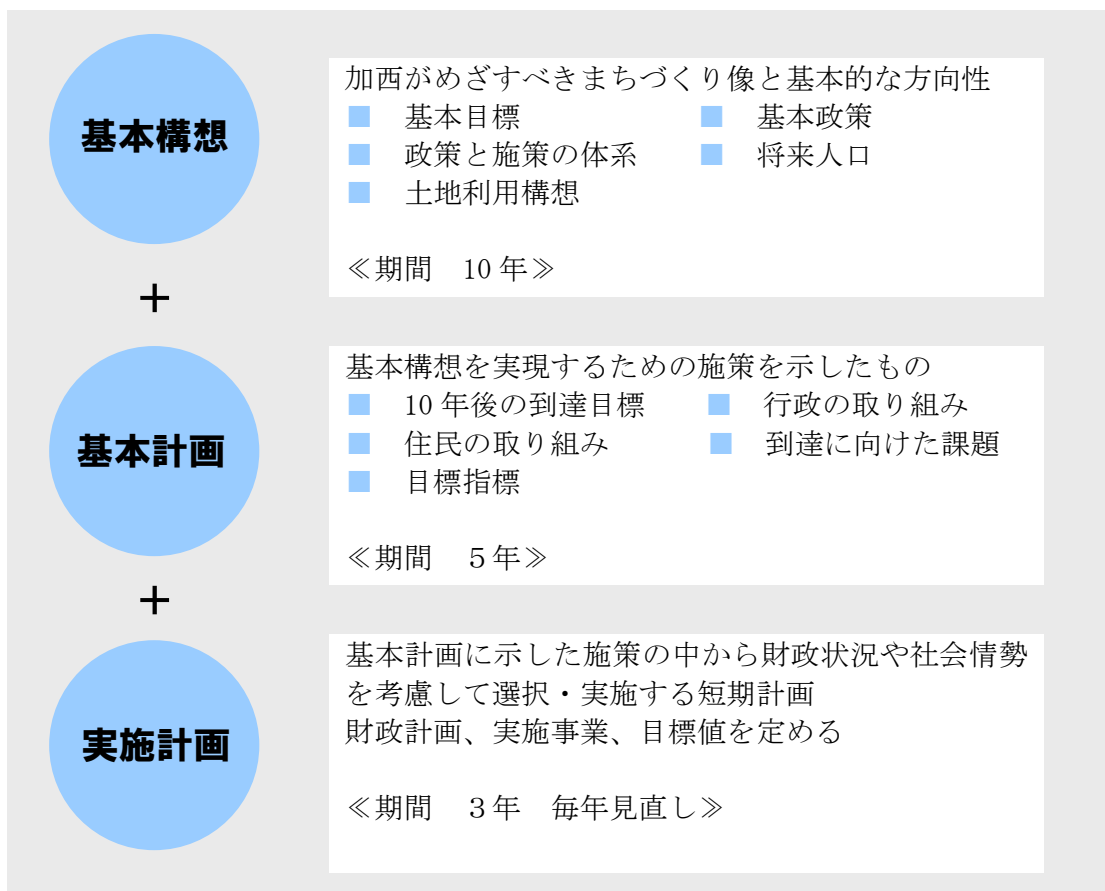 基本構想
加西がめざすべきまちづくり像と基本的な方向性
■ 基本目標 ■ 基本政策
■ 政策と施策の体系 ■ 将来人口
■ 土地利用構想
≪期間 10 年≫
＋
基本計画
基本構想を実現するための施策を示したもの
■ 10 年後の到達目標 ■ 行政の取り組み
■ 住民の取り組み ■ 到達に向けた課題
■ 目標指標
≪期間 ５年≫
＋
実施計画
基本計画に示した施策の中から財政状況や社会情勢
を考慮して選択・実施する短期計画
財政計画、実施事業、目標値を定める
≪期間 ３年 毎年見直し≫